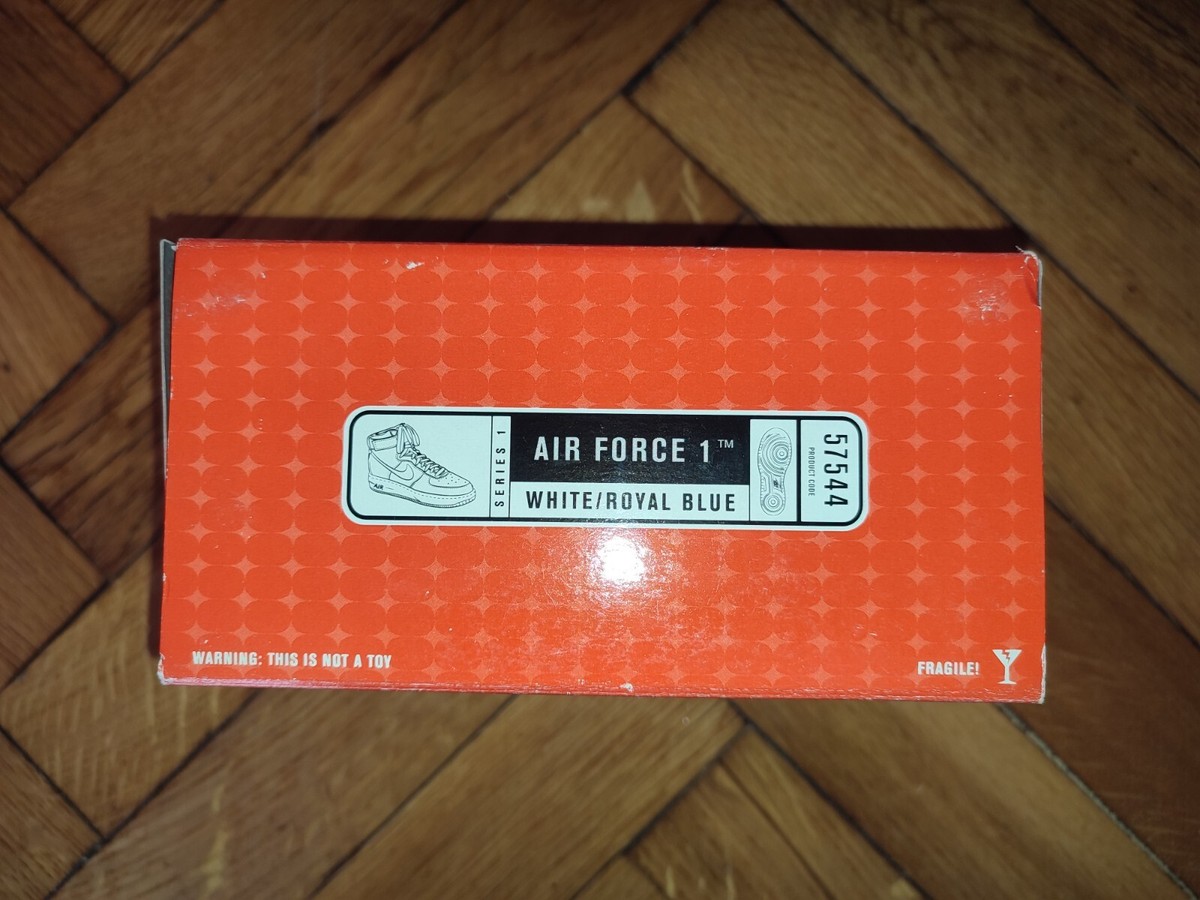 SERIES 1
AIR FORCE 1™
WHITE/ROYAL BLUE
57544
PRODUCT CODE
WARNING: THIS IS NOT A TOY
FRAGILE!